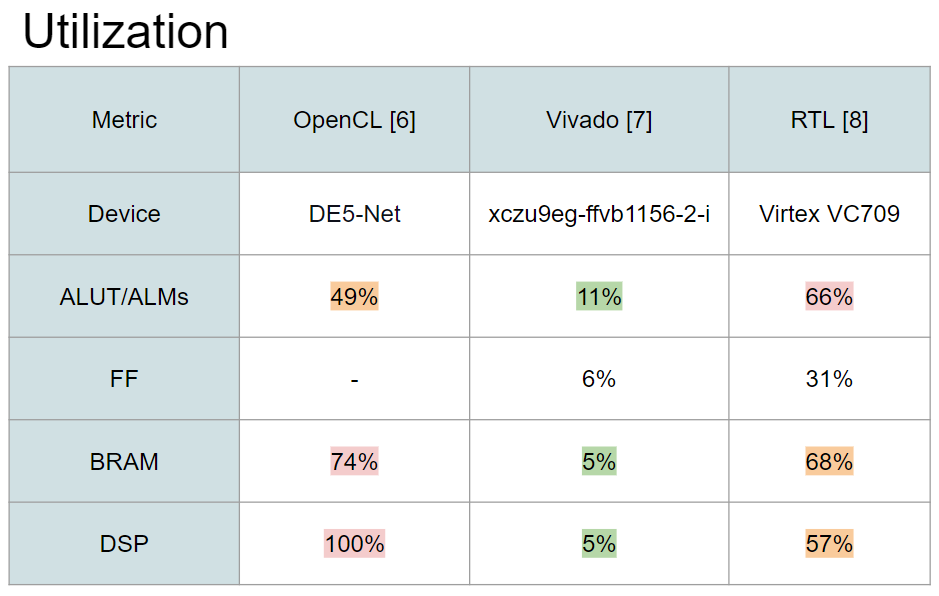 Utilization
Metric OpenCL [6] Vivado [7] RTL [8]
Device DE5-Net xczu9eg-ffvb1156-2-i Virtex VC709
ALUT/ALMs 49% 11% 66%
FF - 6% 31%
BRAM 74% 5% 68%
DSP 100% 5% 57%